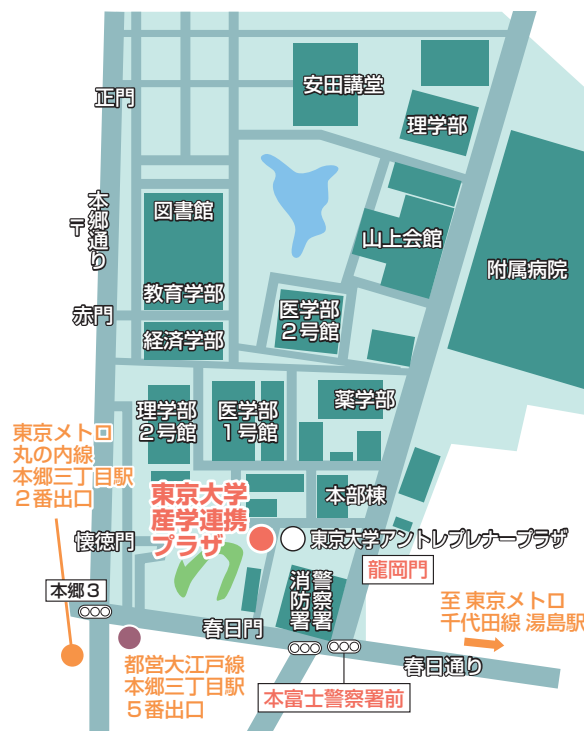 安田講堂
正門
理学部
本郷通り
〒
図書館
山上会館
附属病院
教育学部
赤門
医学部
2号館
経済学部
理学部
2号館
医学部
1号館
薬学部
東京メトロ
丸の内線
本郷三丁目駅
2番出口
東京大学
産学連携
プラザ
本部棟
懐徳門
東京大学アントレプレナープラザ
龍岡門
本郷3
春日門
警察署
消防署
至 東京メトロ
千代田線 湯島駅
都営大江戸線
本郷三丁目駅
5番出口
春日通り
本富士警察署前